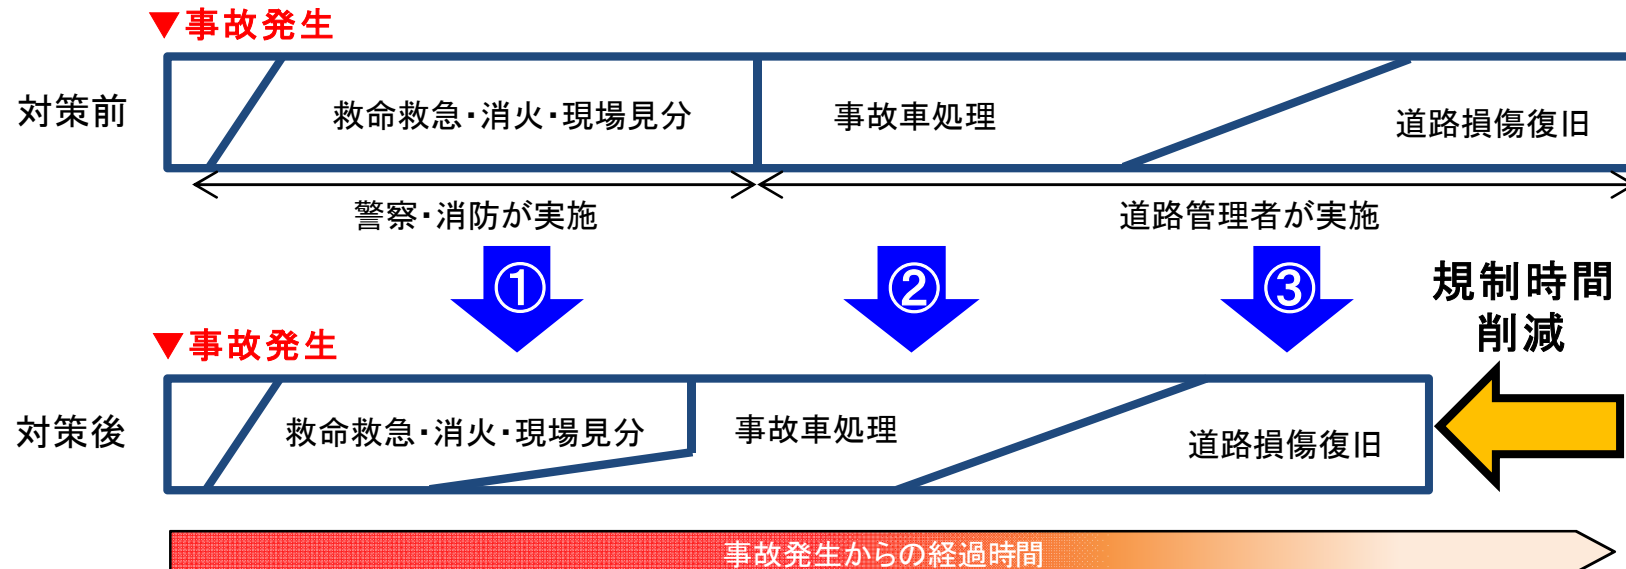 ▼事故発生
対策前
救命救急・消火・現場見分
事故車処理
道路損傷復旧
警察・消防が実施
道路管理者が実施
①
②
③
規制時間
削減
▼事故発生
対策後
救命救急・消火・現場見分
事故車処理
道路損傷復旧
事故発生からの経過時間